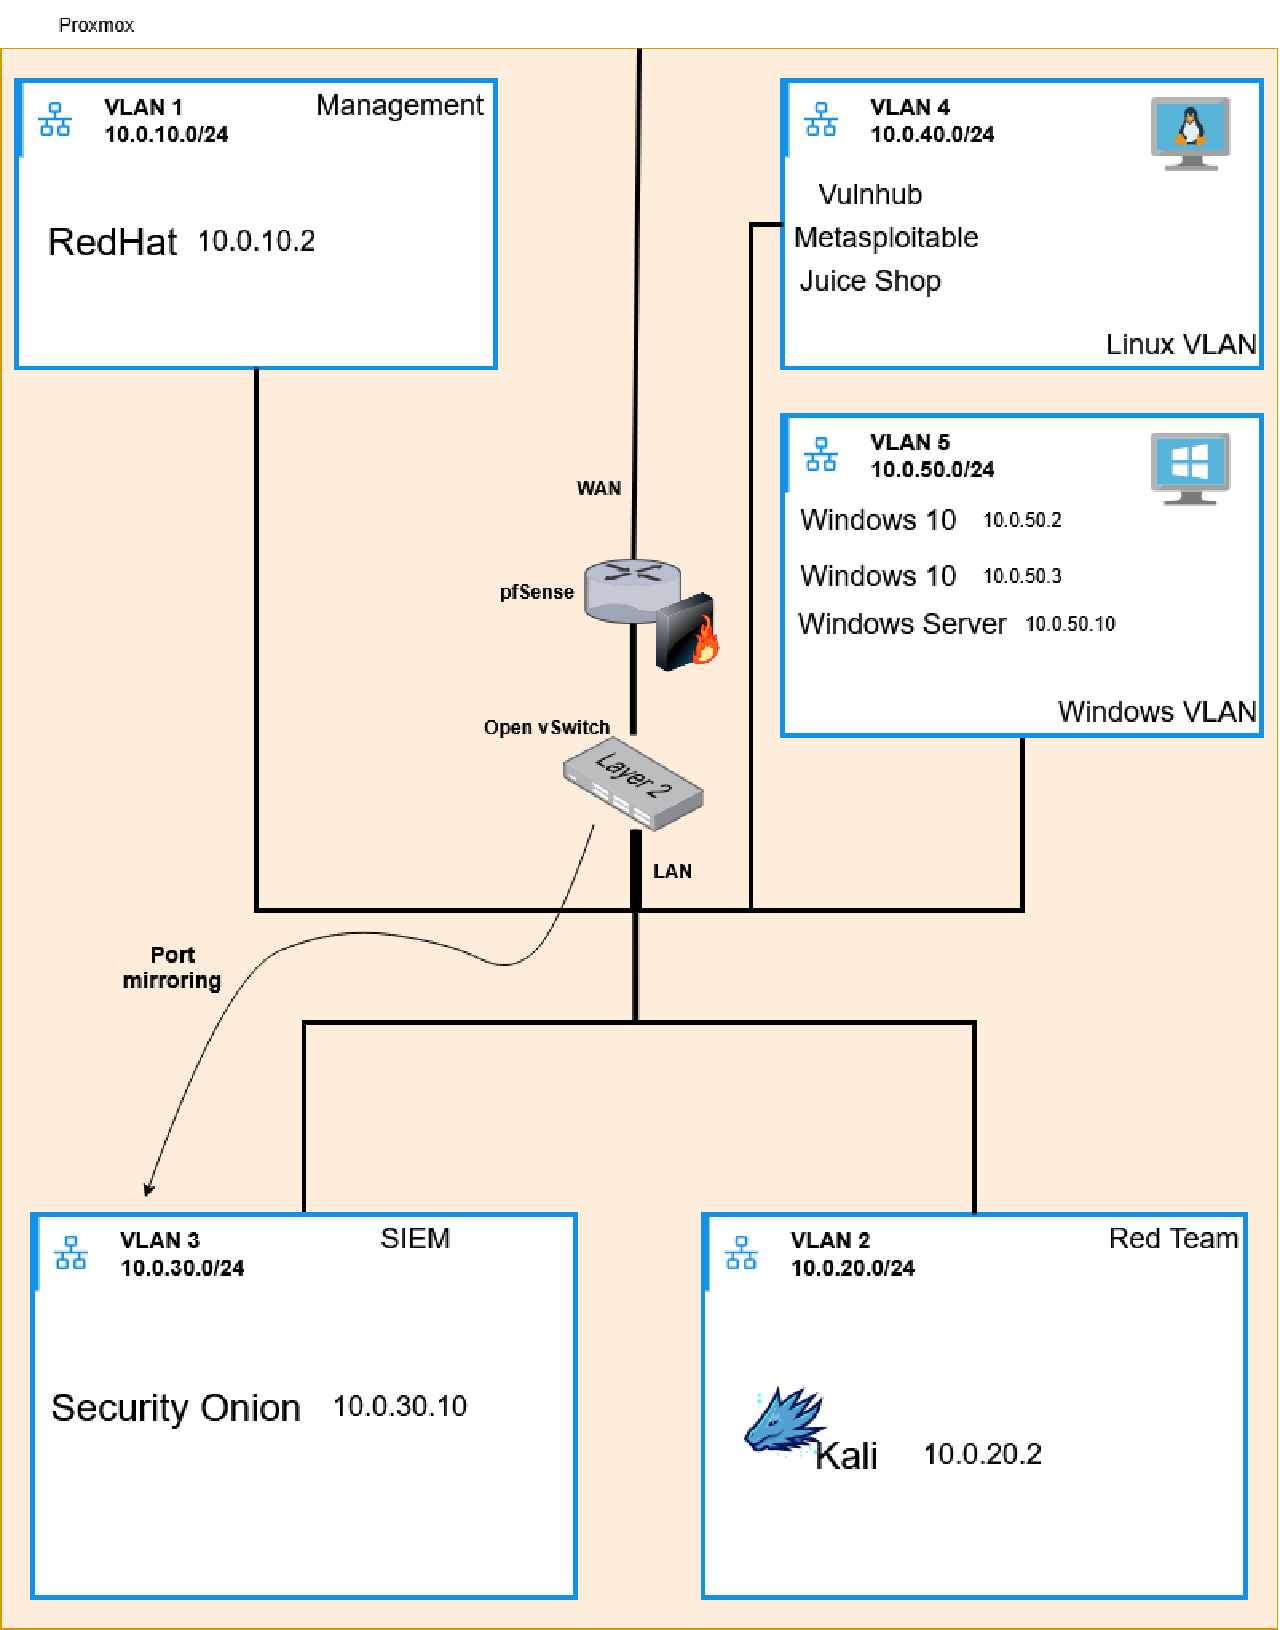 Proxmox
VLAN 1
10.0.10.0/24
Management
RedHat 10.0.10.2
VLAN 4
10.0.40.0/24
Vulnhub
Metasploitable
Juice Shop
Linux VLAN
VLAN 5
10.0.50.0/24
Windows 10 10.0.50.2
Windows 10 10.0.50.3
Windows Server 10.0.50.10
Windows VLAN
WAN
pfSense
Open vSwitch
Layer 2
LAN
Port
mirroring
VLAN 3
10.0.30.0/24
SIEM
Security Onion 10.0.30.10
VLAN 2
10.0.20.0/24
Red Team
Kali 10.0.20.2